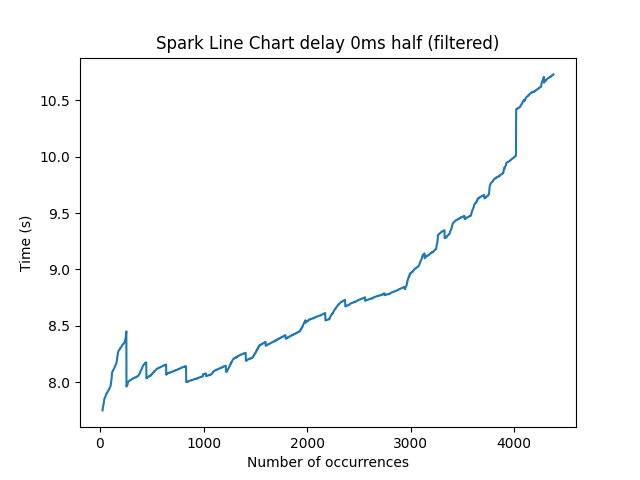 Spark Line Chart delay 0ms half (filtered)
10.5
10.0
9.5
9.0
8.5
8.0
Time (s)
0 1000 2000 3000 4000
Number of occurrences